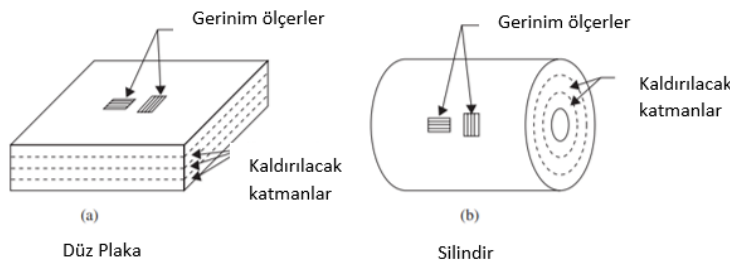 Gerinim ölçerler
Kaldırılacak
katmanlar
(a)
Düz Plaka
Gerinim ölçerler
Kaldırılacak
katmanlar
(b)
Silindir